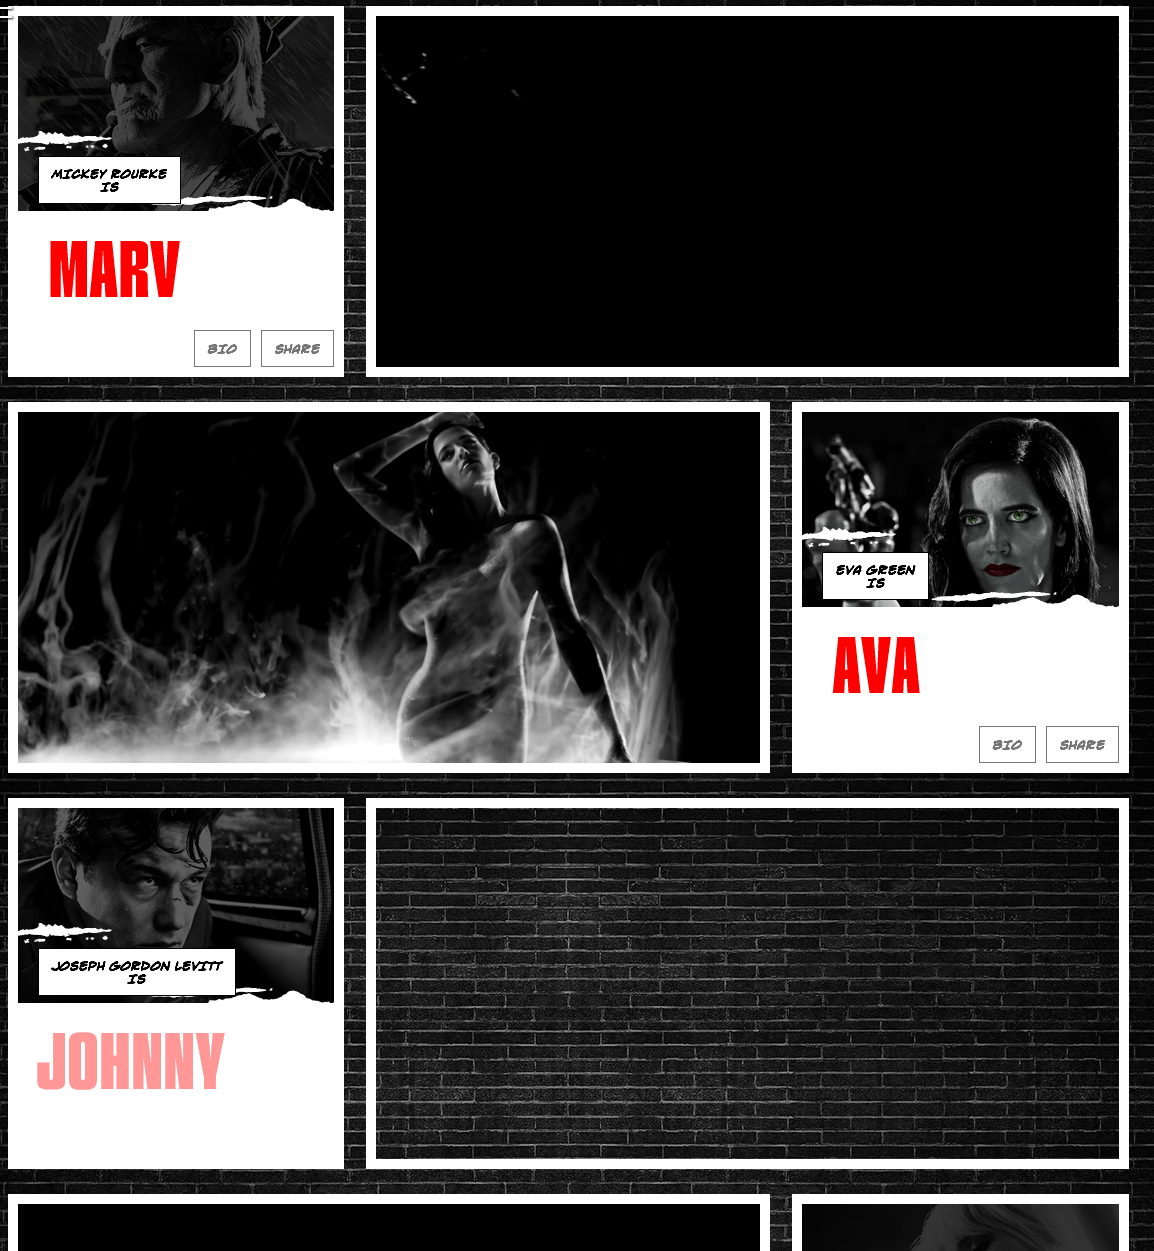 MICKEY ROURKE
IS
MARV
BIO
SHARE
EVA GREEN
IS
AVA
BIO
SHARE
JOSEPH GORDON LEVITT
IS
JOHNNY